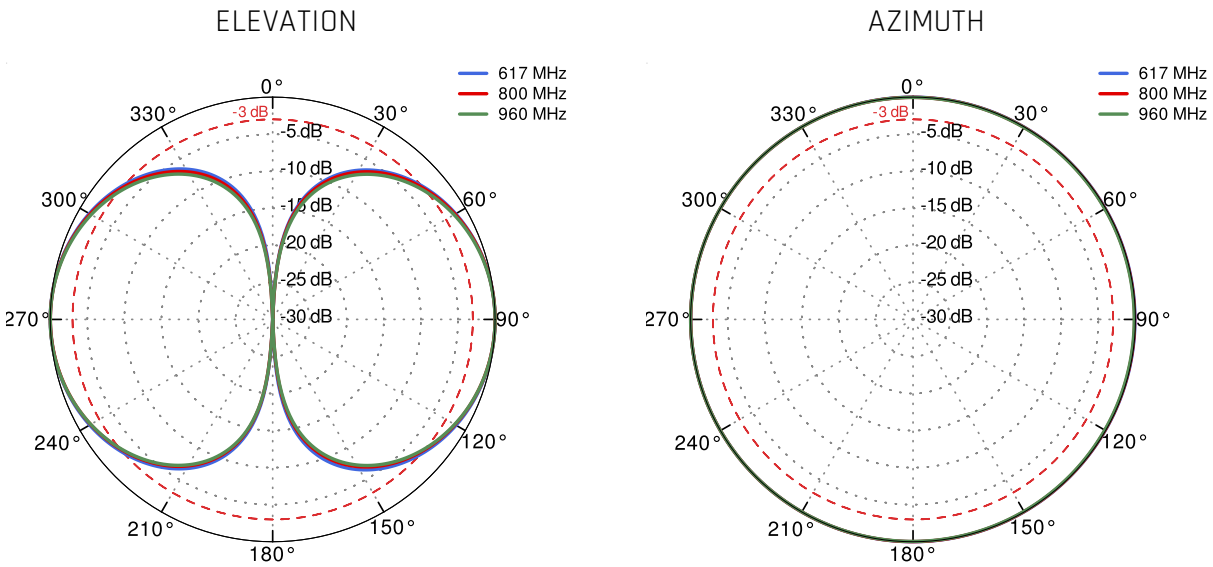 ELEVATION
617 MHz
800 MHz
960 MHz
0°
330°
30°
-3 dB
-5 dB
-10 dB
300°
60°
-15 dB
-20 dB
-25 dB
-30 dB
270°
90°
240°
120°
210°
150°
180°
AZIMUTH
617 MHz
800 MHz
960 MHz
0°
330°
30°
-3 dB
-5 dB
-10 dB
300°
60°
-15 dB
-20 dB
-25 dB
-30 dB
270°
90°
240°
120°
210°
150°
180°